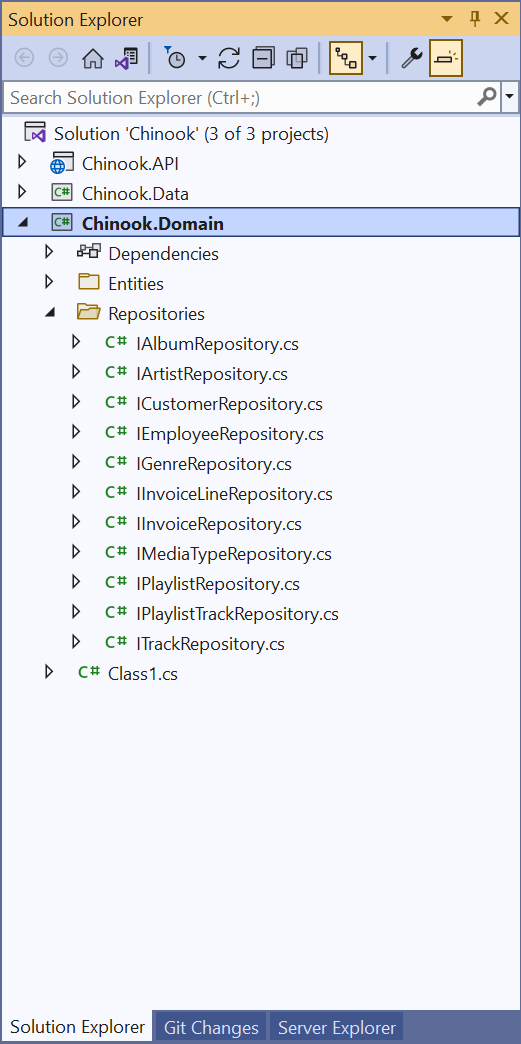 Solution Explorer
Search Solution Explorer (Ctrl+;)
Solution 'Chinook' (3 of 3 projects)
Chinook.API
C# Chinook.Data
C# Chinook.Domain
Dependencies
Entities
Repositories
C# IAlbumRepository.cs
C# IArtistRepository.cs
C# ICustomerRepository.cs
C# IEmployeeRepository.cs
C# IGenreRepository.cs
C# IInvoiceLineRepository.cs
C# IInvoiceRepository.cs
C# IMediaTypeRepository.cs
C# IPlaylistRepository.cs
C# IPlaylistTrackRepository.cs
C# ITrackRepository.cs
C# Class1.cs
Solution Explorer Git Changes Server Explorer